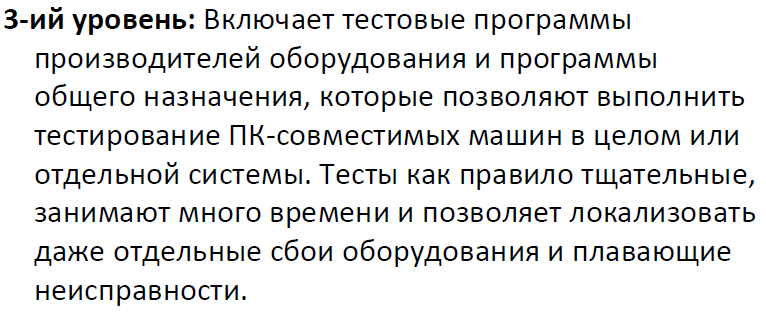 3-ий уровень: Включает тестовые программы
производителей оборудования и программы
общего назначения, которые позволяют выполнить
тестирование ПК-совместимых машин в целом или
отдельной системы. Тесты как правило тщательные,
занимают много времени и позволяет локализовать
даже отдельные сбои оборудования и плавающие
неисправности.